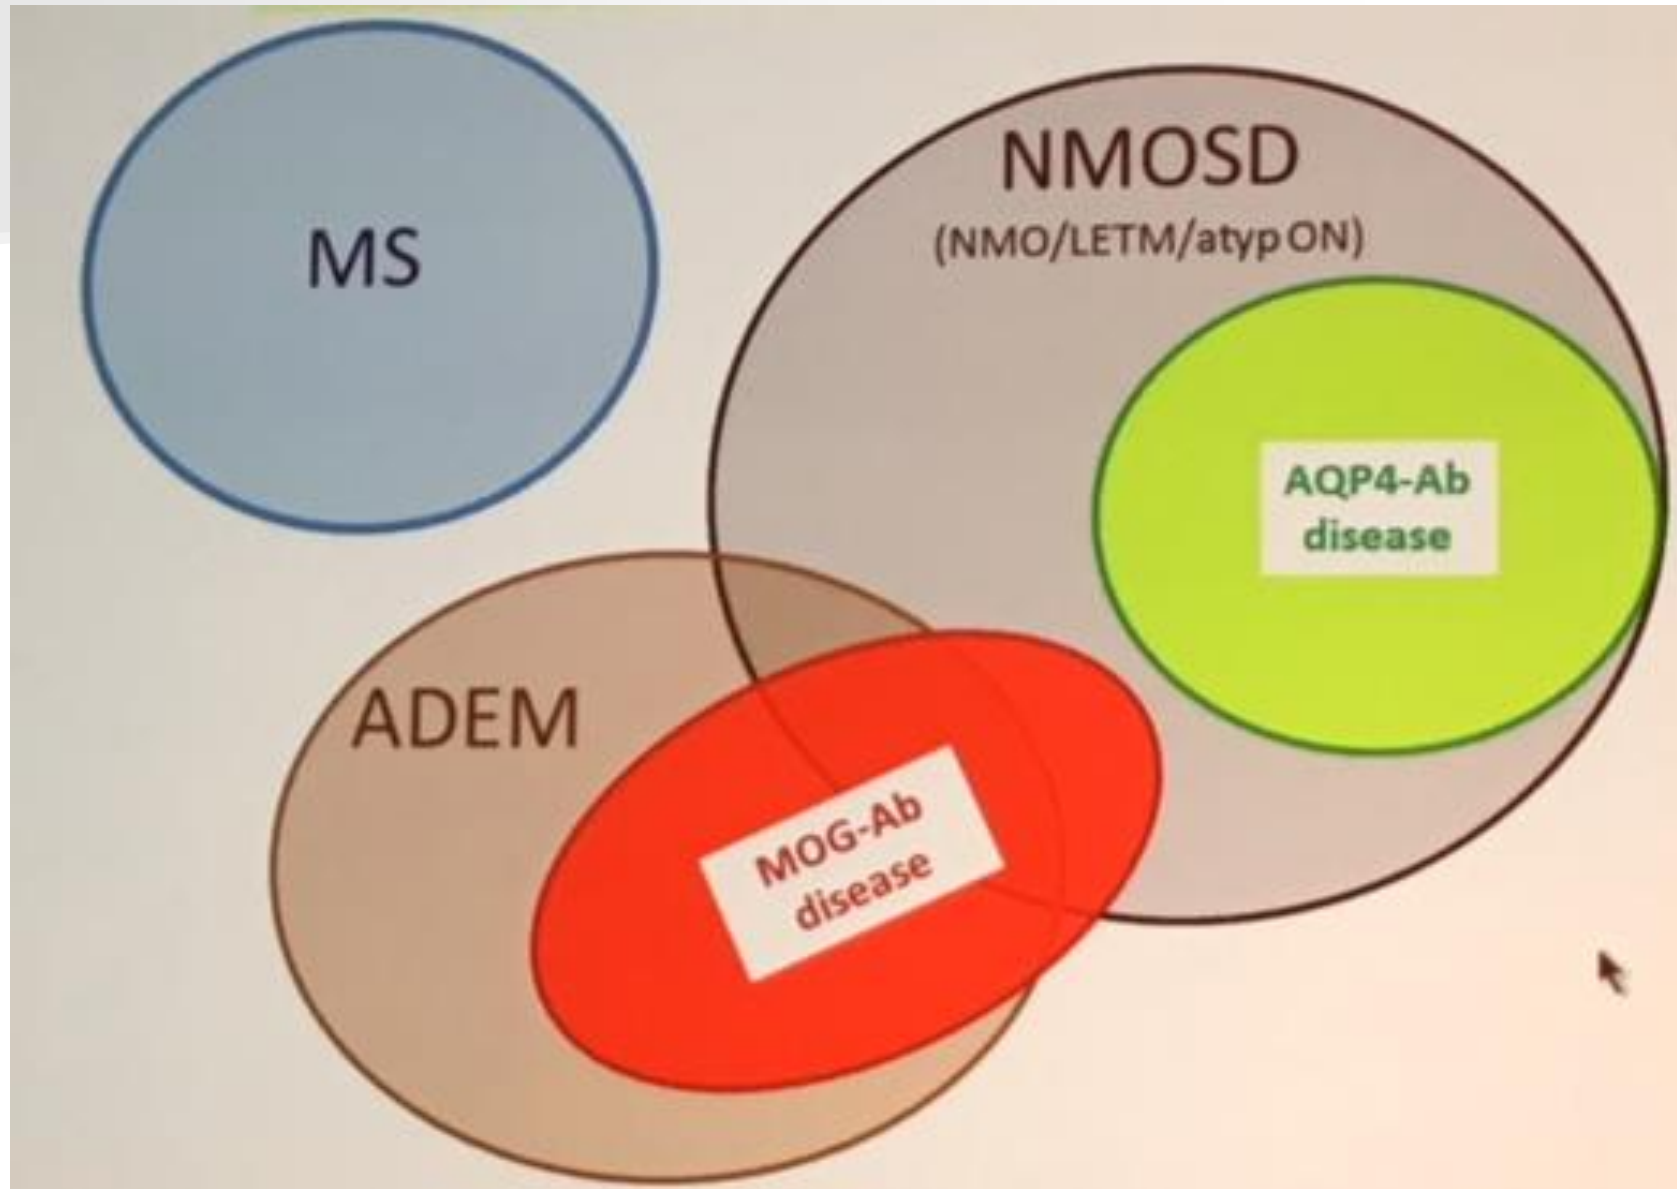 MS
NMOSD
(NMO/LETM/atyp ON)
AQP4-Ab
disease
ADEM
MOG-Ab
disease